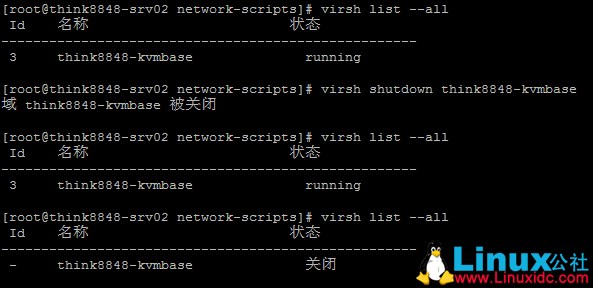 [root@think8848-srv02 network-scripts]# virsh list --all
 Id    名称                         状态
----------------------------------------------------
 3     think8848-kvmbase              running

[root@think8848-srv02 network-scripts]# virsh shutdown think8848-kvmbase
域 think8848-kvmbase 被关闭

[root@think8848-srv02 network-scripts]# virsh list --all
 Id    名称                         状态
----------------------------------------------------
 3     think8848-kvmbase              running

[root@think8848-srv02 network-scripts]# virsh list --all
 Id    名称                         状态
----------------------------------------------------
 -     think8848-kvmbase              关闭
Linux公社
www.Linuxidc.com